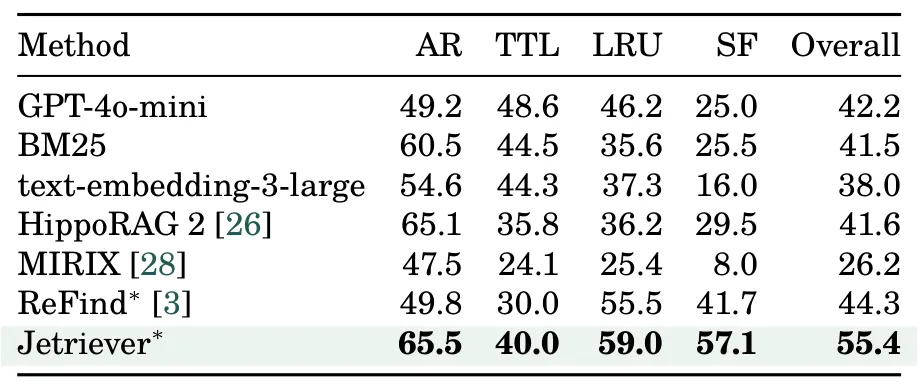 Method AR TTL LRU SF Overall
GPT-4o-mini 49.2 48.6 46.2 25.0 42.2
BM25 60.5 44.5 35.6 25.5 41.5
text-embedding-3-large 54.6 44.3 37.3 16.0 38.0
HippoRAG 2 [26] 65.1 35.8 36.2 29.5 41.6
MIRIX [28] 47.5 24.1 25.4 8.0 26.2
ReFind* [3] 49.8 30.0 55.5 41.7 44.3
Jetriever* 65.5 40.0 59.0 57.1 55.4